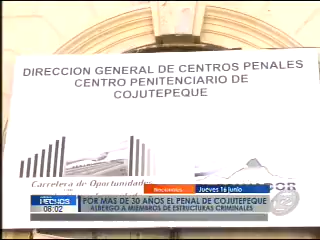 DIRECCION GENERAL DE CENTROS PENALES
CENTRO PENITENCIARIO DE
COJUTEPEQUE
Carretera de Oportunidades
Nacionales
Jueves 16 junio
HECHOS
08:02
POR MAS DE 30 AÑOS EL PENAL DE COJUTEPEQUE
ALBERGO A MIEMBROS DE ESTRUCTURAS CRIMINALES